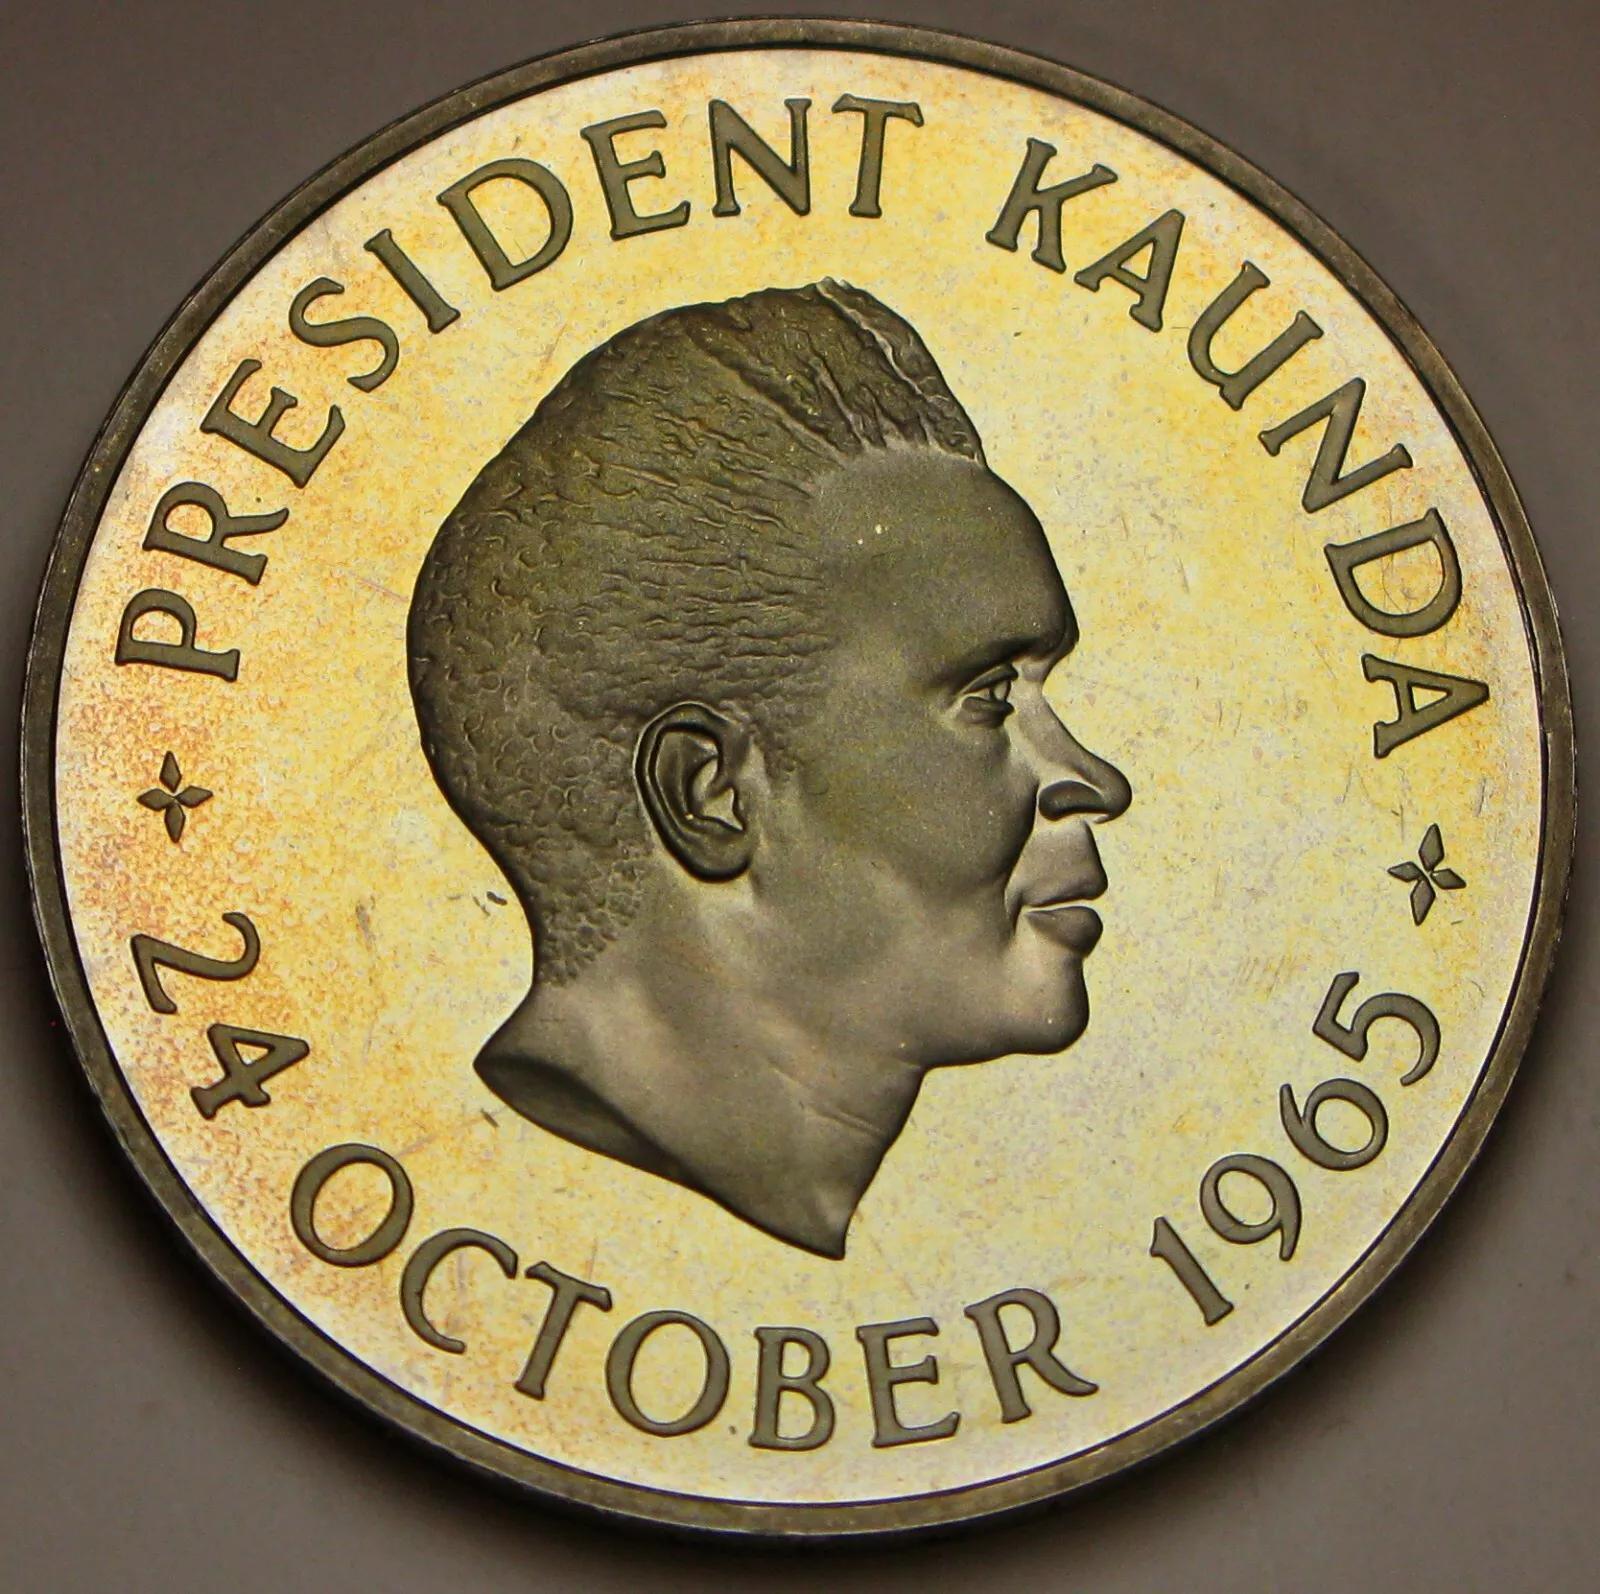 PRESIDENT KAUNDA
24 OCTOBER 1965